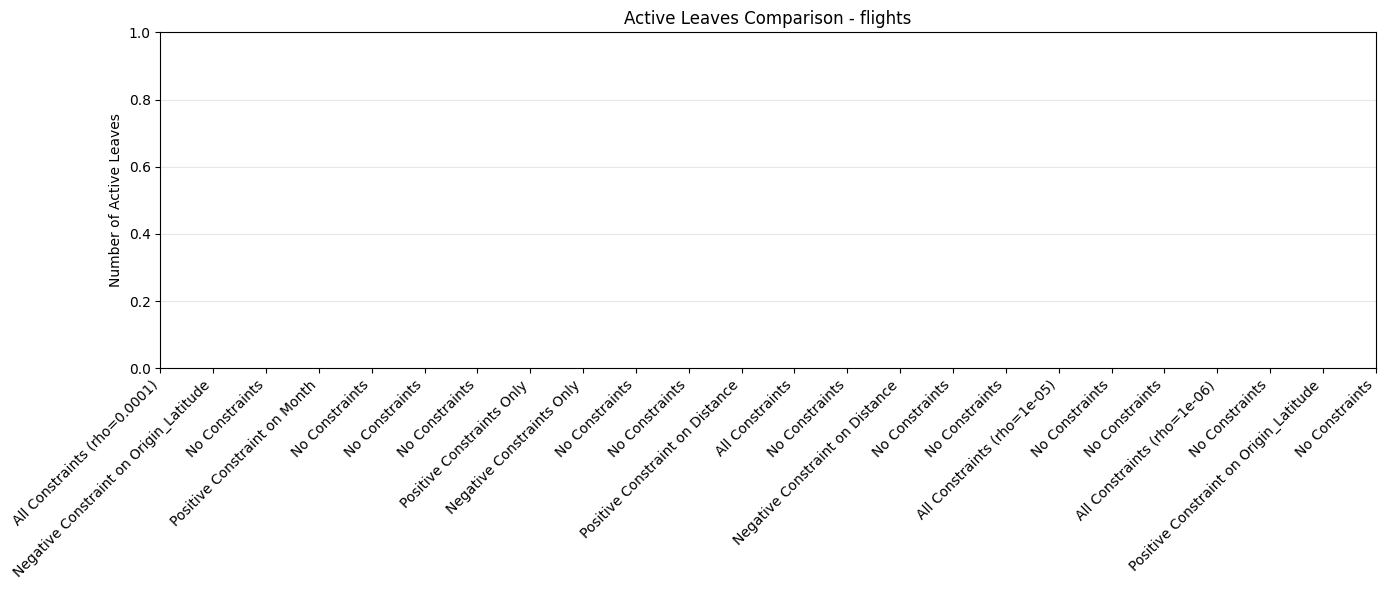 Active Leaves Comparison - flights
Number of Active Leaves
1.0
0.8
0.6
0.4
0.2
0.0
All Constraints (rho=0.0001)
Negative Constraint on Origin_Latitude
No Constraints
Positive Constraint on Month
No Constraints
No Constraints
No Constraints
Positive Constraints Only
Negative Constraints Only
No Constraints
No Constraints
Positive Constraint on Distance
All Constraints
No Constraints
Negative Constraint on Distance
No Constraints
No Constraints
All Constraints (rho=1e-05)
No Constraints
No Constraints
All Constraints (rho=1e-06)
No Constraints
Positive Constraint on Origin_Latitude
No Constraints